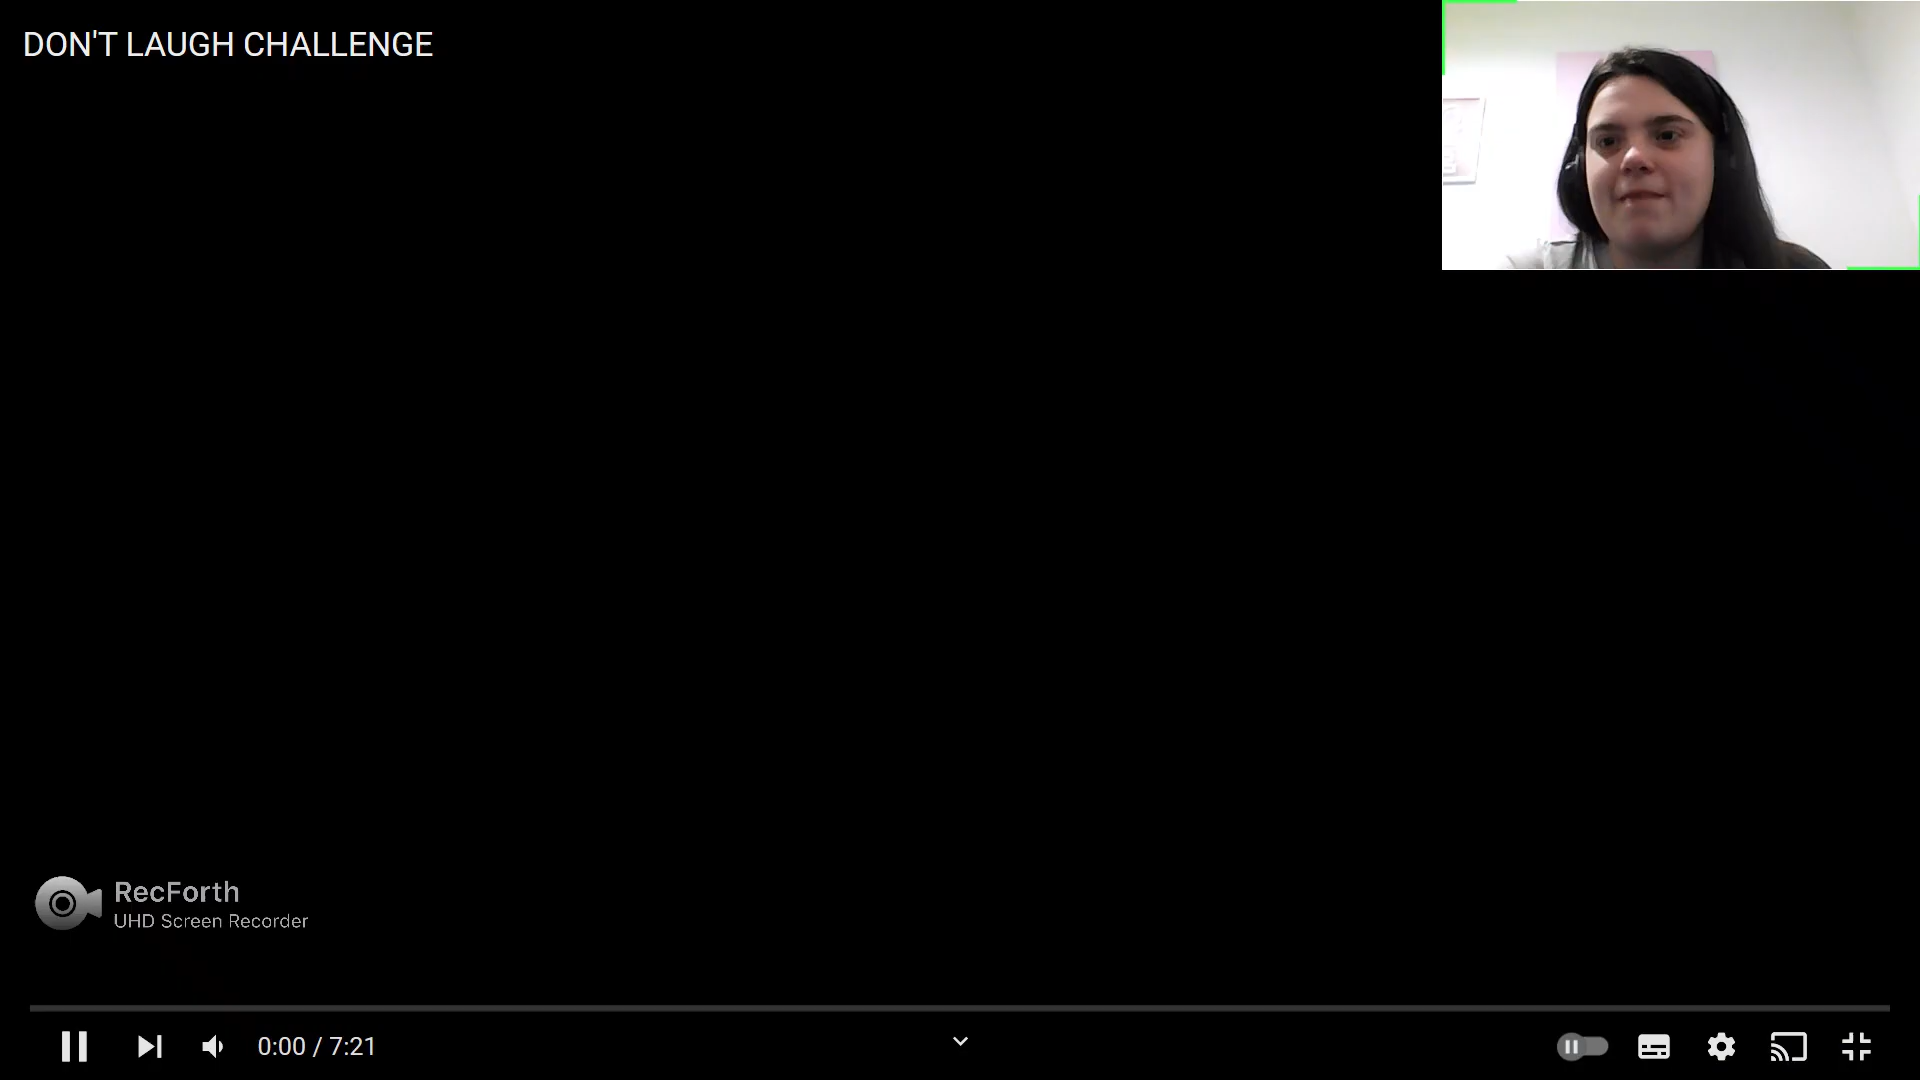 DON'T LAUGH CHALLENGE
RecForth
UHD Screen Recorder
0:00 / 7:21